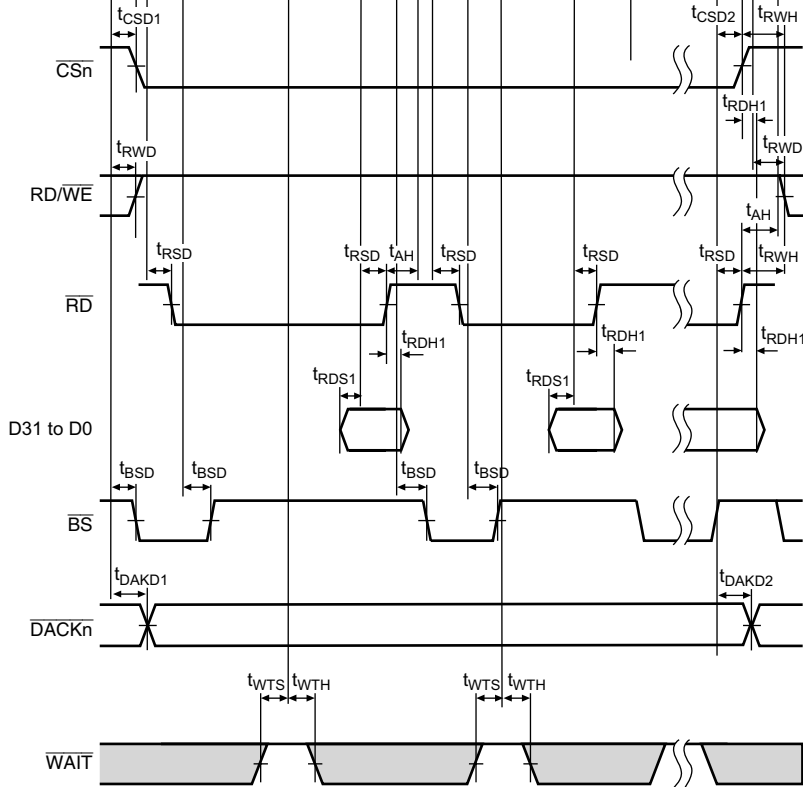 tCSD1 tCSD2 tRWH
CSn
tRDH1
tRWD tRWD
RD/WE
tAH
tRSD tRSD tAH tRSD tRSD tRSD tRWH
RD
tRDH1 tRDH1 tRDH1
tRDS1 tRDS1
D31 to D0
tBSD tBSD tBSD tBSD
BS
tDAKD1 tDAKD2
DACKn
tWTS tWTH tWTS tWTH
WAIT